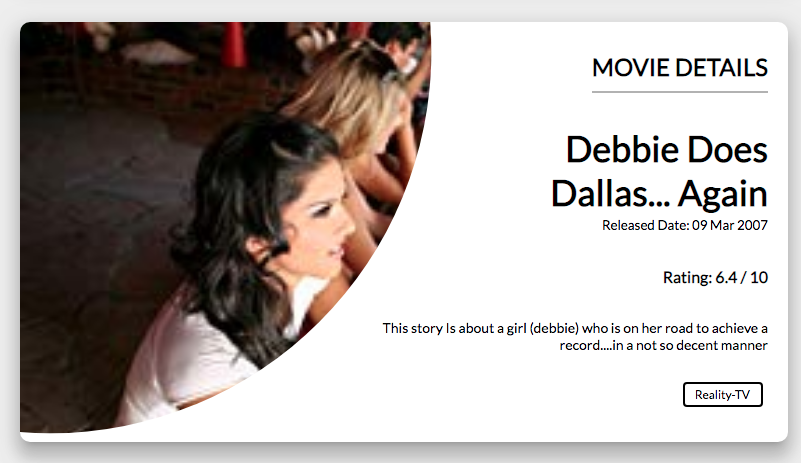 MOVIE DETAILS
Debbie Does
Dallas... Again
Released Date: 09 Mar 2007
Rating: 6.4 / 10
This story Is about a girl (debbie) who is on her road to achieve a
record....in a not so decent manner
Reality-TV